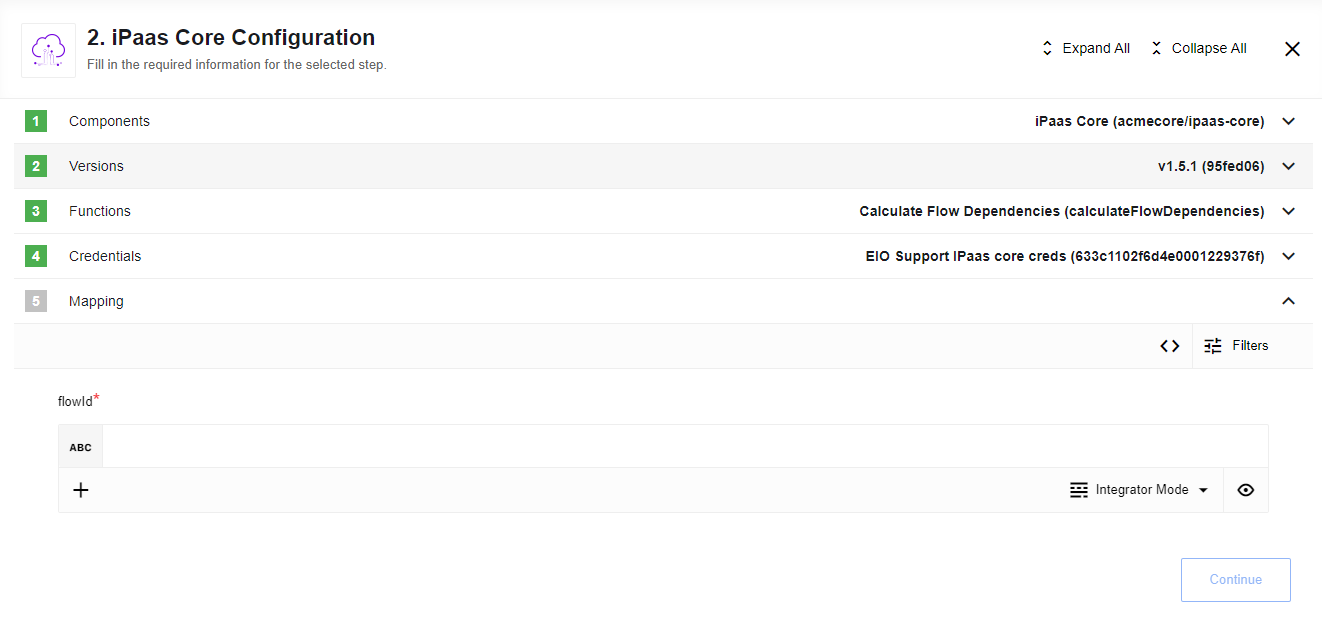 2. iPaas Core Configuration
Fill in the required information for the selected step.
Expand All
Collapse All
1 Components iPaas Core (acmecore/ipaas-core)
2 Versions v1.5.1 (95fed06)
3 Functions Calculate Flow Dependencies (calculateFlowDependencies)
4 Credentials EIO Support IPaas core creds (633c1102f6d4e0001229376f)
5 Mapping
Filters
flowId*
ABC
Integrator Mode
Continue